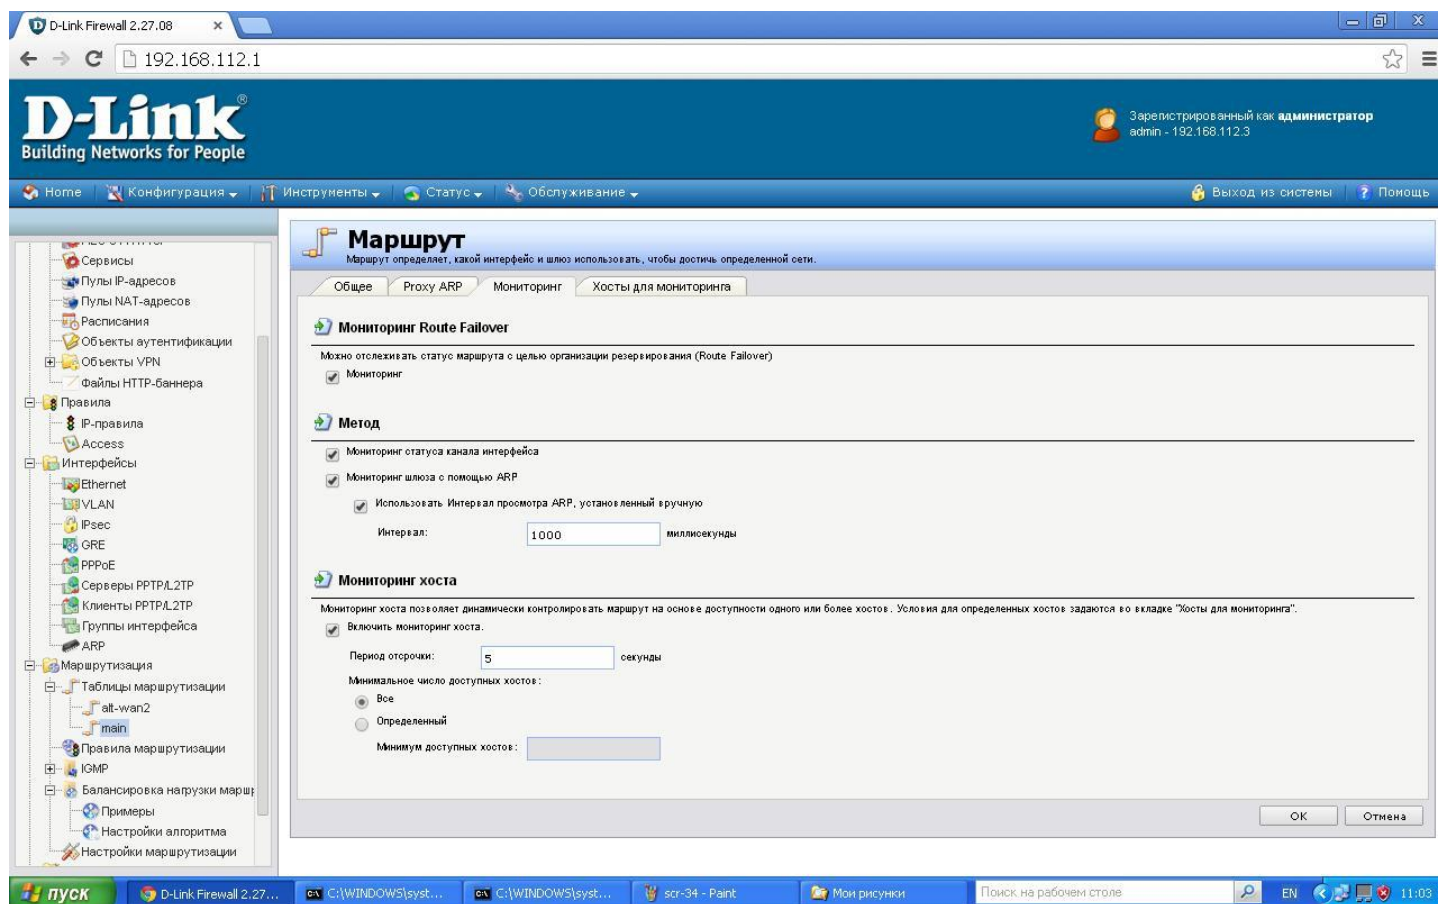 D-Link Firewall 2.27.08
192.168.112.1
D-Link®
Building Networks for People
Зарегистрированный как администратор
admin - 192.168.112.3
Home
Конфигурация
Инструменты
Статус
Обслуживание
Выход из системы
Помощь
Сервисы
Пулы IP-адресов
Пулы NAT-адресов
Расписания
Объекты аутентификации
Объекты VPN
Файлы HTTP-баннера
Правила
IP-правила
Access
Интерфейсы
Ethernet
VLAN
IPsec
GRE
PPPoE
Серверы PPTP/L2TP
Клиенты PPTP/L2TP
Группы интерфейса
ARP
Маршрутизация
Таблицы маршрутизации
alt-wan2
main
Правила маршрутизации
IGMP
Балансировка нагрузки марш
Примеры
Настройки алгоритма
Настройки маршрутизации
Маршрут
Маршрут определяет, какой интерфейс и шлюз использовать, чтобы достичь определенной сети.
Общее
Proxy ARP
Мониторинг
Хосты для мониторинга
Мониторинг Route Failover
Можно отслеживать статус маршрута с целью организации резервирования (Route Failover)
Мониторинг
Метод
Мониторинг статуса канала интерфейса
Мониторинг шлюза с помощью ARP
Использовать Интервал просмотра ARP, установленный вручную
Интервал: 1000 миллисекунды
Мониторинг хоста
Мониторинг хоста позволяет динамически контролировать маршрут на основе доступности одного или более хостов. Условия для определенных хостов задаются во вкладке "Хосты для мониторинга".
Включить мониторинг хоста.
Период отсрочки: 5 секунды
Минимальное число доступных хостов:
Все
Определенный
Минимум доступных хостов:
OK
Отмена
пуск
D-Link Firewall 2.27...
C:\WINDOWS\syst...
C:\WINDOWS\syst...
scr-34 - Paint
Мои рисунки
Поиск на рабочем столе
EN
11:03